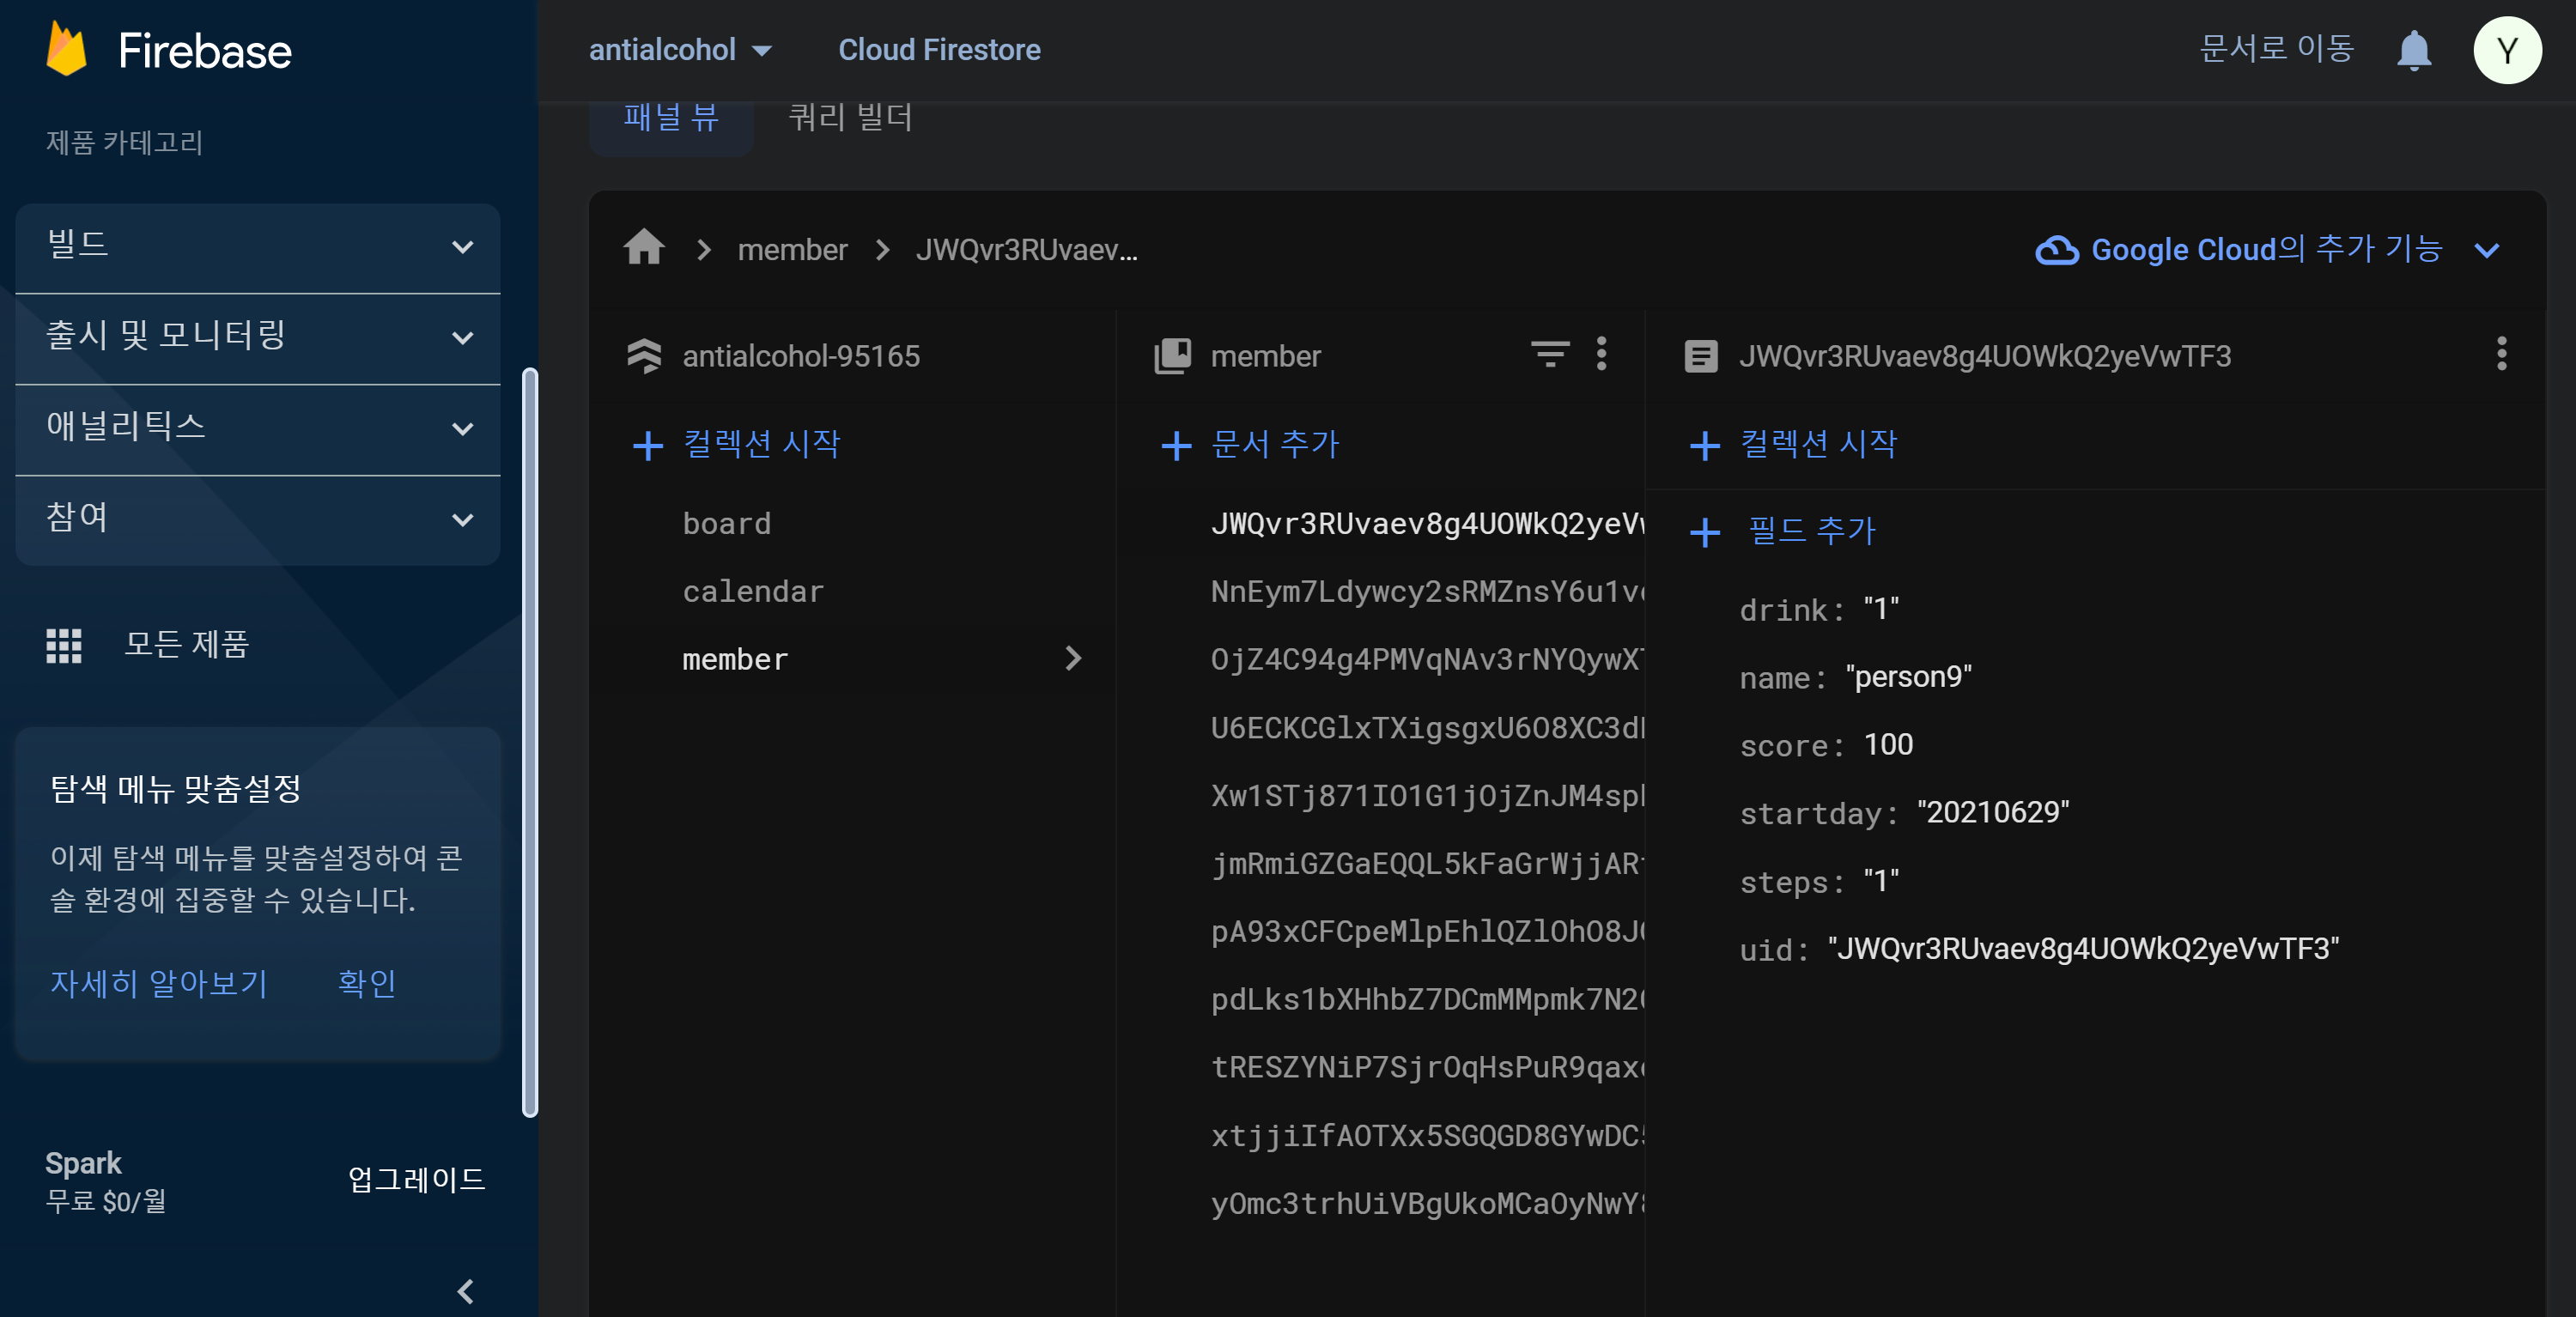 Firebase
제품 카테고리
빌드
출시 및 모니터링
애널리틱스
참여
모든 제품
탐색 메뉴 맞춤설정
이제 탐색 메뉴를 맞춤설정하여 콘
솔 환경에 집중할 수 있습니다.
자세히 알아보기 확인
Spark
무료 $0/월
업그레이드
antialcohol Cloud Firestore
문서로 이동 Y
패널 뷰 쿼리 빌더
member JWQvr3RUvaev...
Google Cloud의 추가 기능
antialcohol-95165
컬렉션 시작
board
calendar
member
member
문서 추가
JWQvr3RUvaev8g4UOWkQ2yeVw
NnEym7Ldywcy2sRMZnsY6u1v
OjZ4C94g4PMVqNAv3rNYQywX
U6ECKCGlxTXigsgxU6O8XC3d
Xw1STj871IO1G1jOjZnJM4sp
jmRmiGZGaEQQL5kFaGrWjjAR
pA93xCFCpeMlpEhlQZlOhO8J
pdLks1bXHhbZ7DCmMMpmk7N2
tRESZYNiP7SjrOqHsPuR9qax
xtjjiIfAOTXx5SGQGD8GYwDC
yOmc3trhUiVBgUkoMCaOyNwY
JWQvr3RUvaev8g4UOWkQ2yeVwTF3
컬렉션 시작
필드 추가
drink: "1"
name: "person9"
score: 100
startday: "20210629"
steps: "1"
uid: "JWQvr3RUvaev8g4UOWkQ2yeVwTF3"